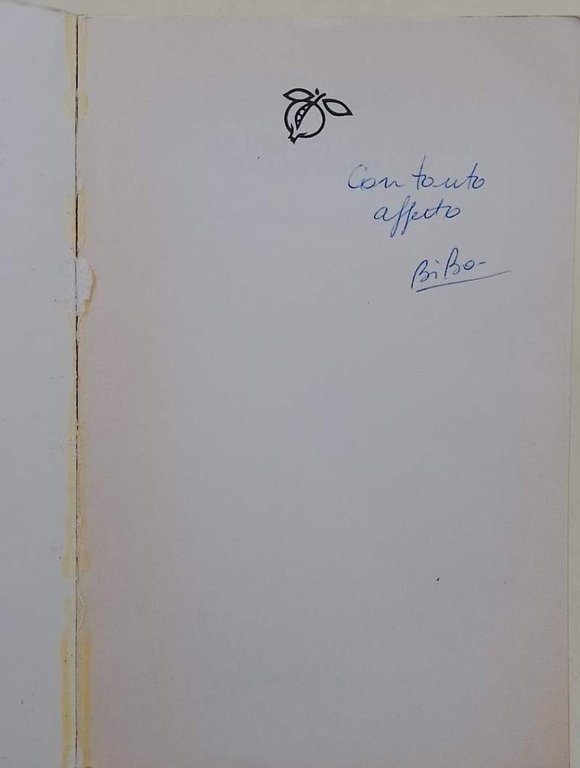 Con tanto
affetto
BiBo-